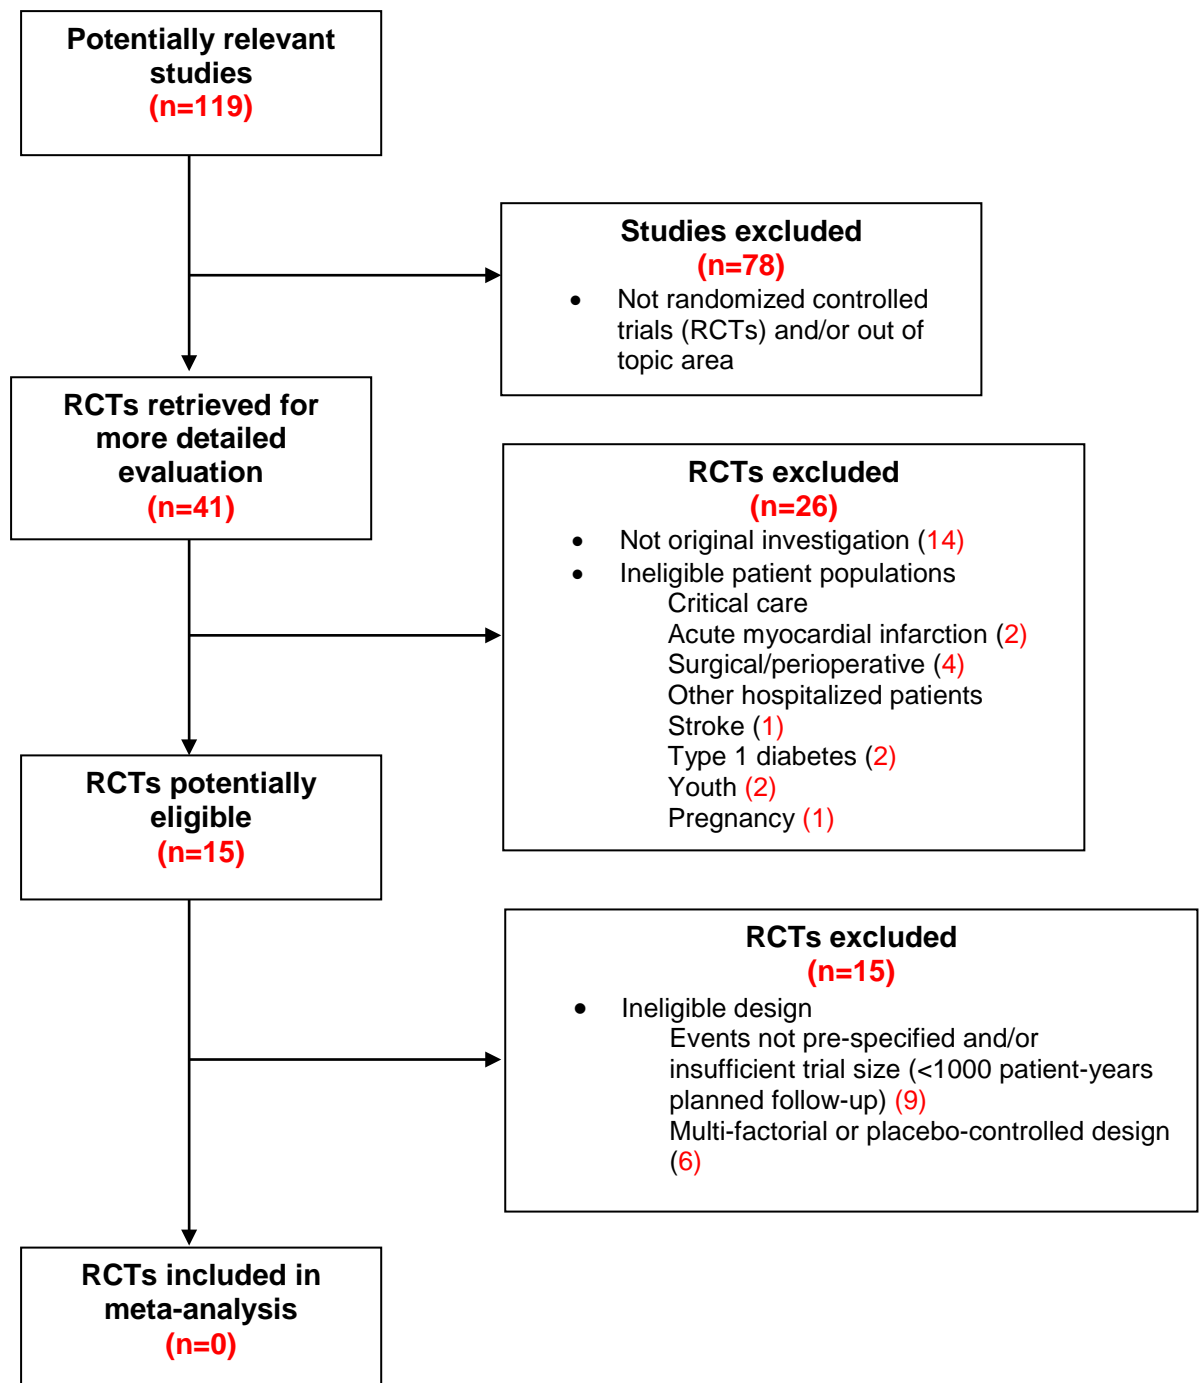 Potentially relevant
studies
(n=119)
Studies excluded
(n=78)
• Not randomized controlled
trials (RCTs) and/or out of
topic area
RCTs retrieved for
more detailed
evaluation
(n=41)
RCTs excluded
(n=26)
• Not original investigation (14)
• Ineligible patient populations
Critical care
Acute myocardial infarction (2)
Surgical/perioperative (4)
Other hospitalized patients
Stroke (1)
Type 1 diabetes (2)
Youth (2)
Pregnancy (1)
RCTs potentially
eligible
(n=15)
RCTs excluded
(n=15)
• Ineligible design
Events not pre-specified and/or
insufficient trial size (<1000 patient-years
planned follow-up) (9)
Multi-factorial or placebo-controlled design
(6)
RCTs included in
meta-analysis
(n=0)